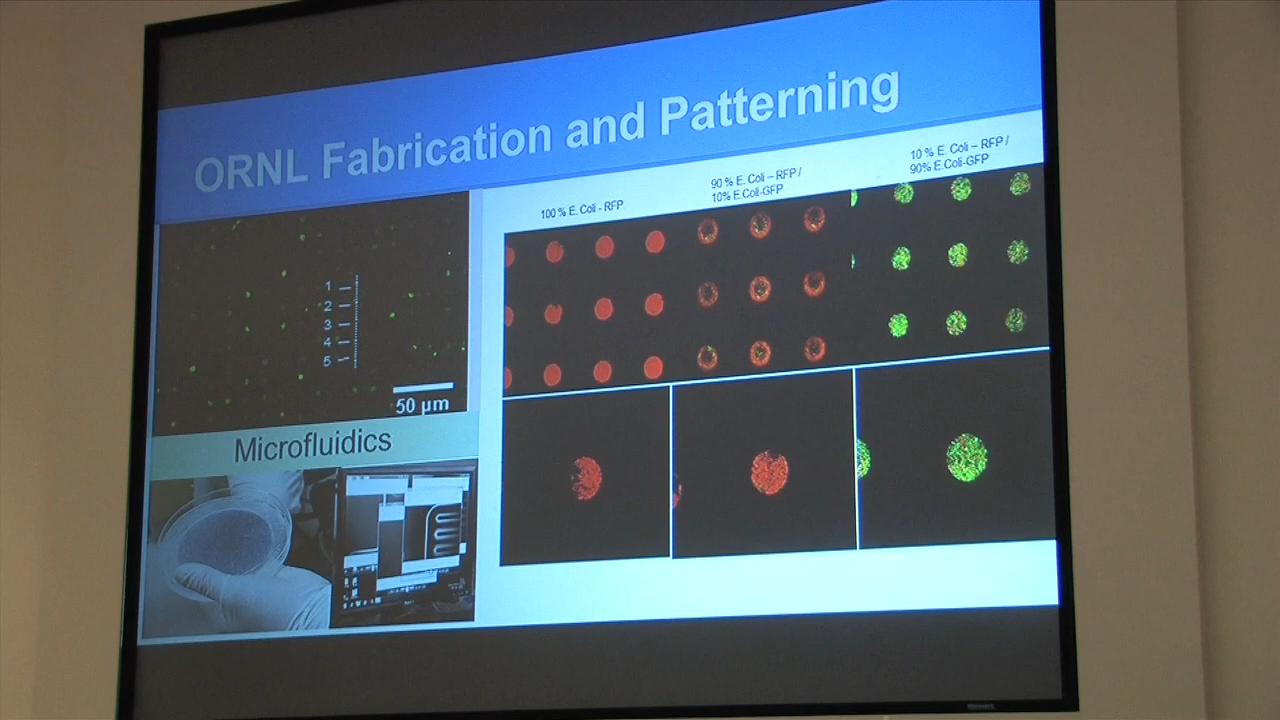 ORNL Fabrication and Patterning
100 % E. Coli - RFP
90 % E. Coli – RFP /
10% E.Coli-GFP
10 % E. Coli – RFP /
90% E.Coli-GFP
1
2
3
4
5
50 µm
Microfluidics